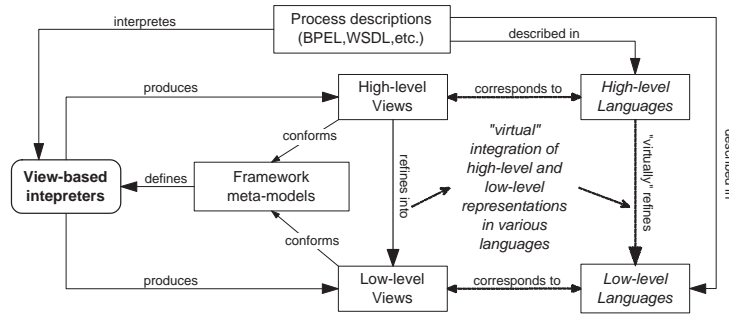 Process descriptions
(BPEL,WSDL,etc.)
interpretes
described in
produces
High-level
Views
corresponds to
High-level
Languages
conforms
"virtual"
integration of
high-level and
low-level
representations
in various
languages
refines into
"virtually" refines
described in
View-based
intepreters
defines
Framework
meta-models
conforms
produces
Low-level
Views
corresponds to
Low-level
Languages